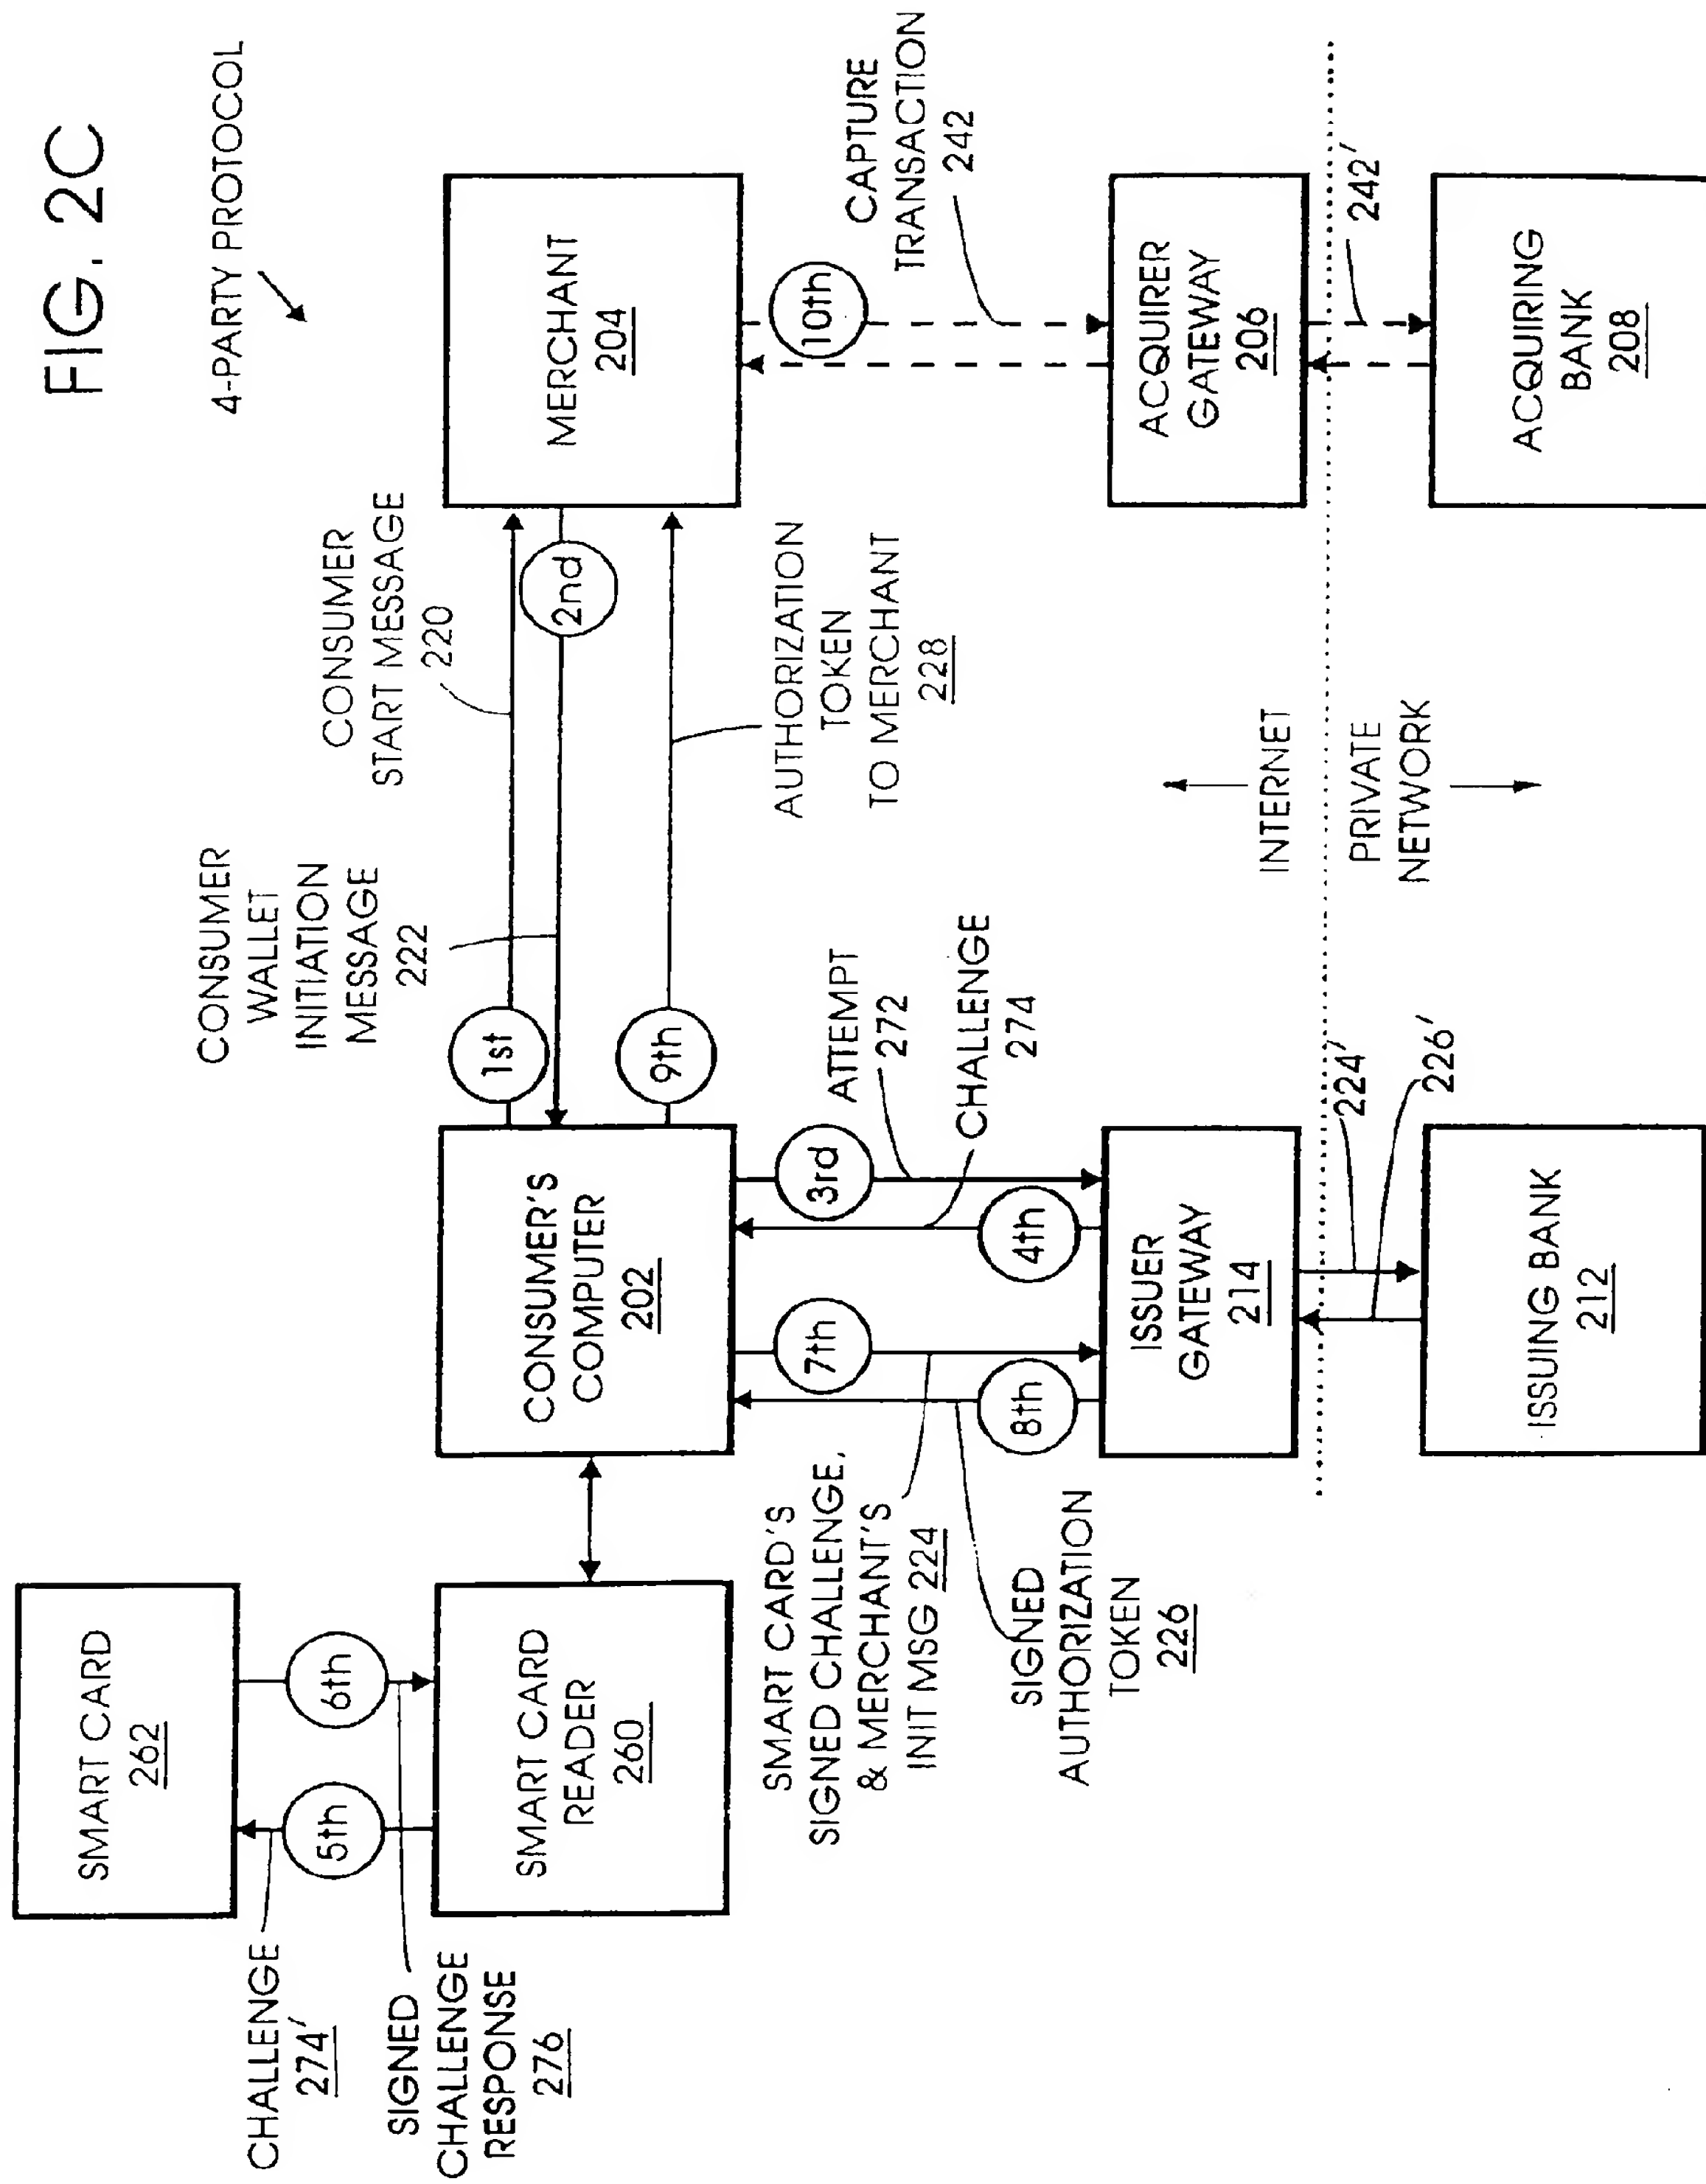 FIG. 2C
4-PARTY PROTOCOL
SMART CARD
262
CHALLENGE
274'
5th
6th
SIGNED
CHALLENGE
RESPONSE
276
SMART CARD
READER
260
CONSUMER
WALLET
INITIATION
MESSAGE
222
CONSUMER
START MESSAGE
220
1st
2nd
9th
CONSUMER'S
COMPUTER
202
MERCHANT
204
AUTHORIZATION
TOKEN
TO MERCHANT
228
SMART CARD'S
SIGNED CHALLENGE,
& MERCHANT'S
INIT MSG 224
7th
3rd
ATTEMPT
272
CHALLENGE
274
8th
4th
SIGNED
AUTHORIZATION
TOKEN
226
10th
CAPTURE
TRANSACTION
242
ISSUER
GATEWAY
214
ACQUIRER
GATEWAY
206
INTERNET
PRIVATE
NETWORK
224'
226'
242'
ISSUING BANK
212
ACQUIRING
BANK
208